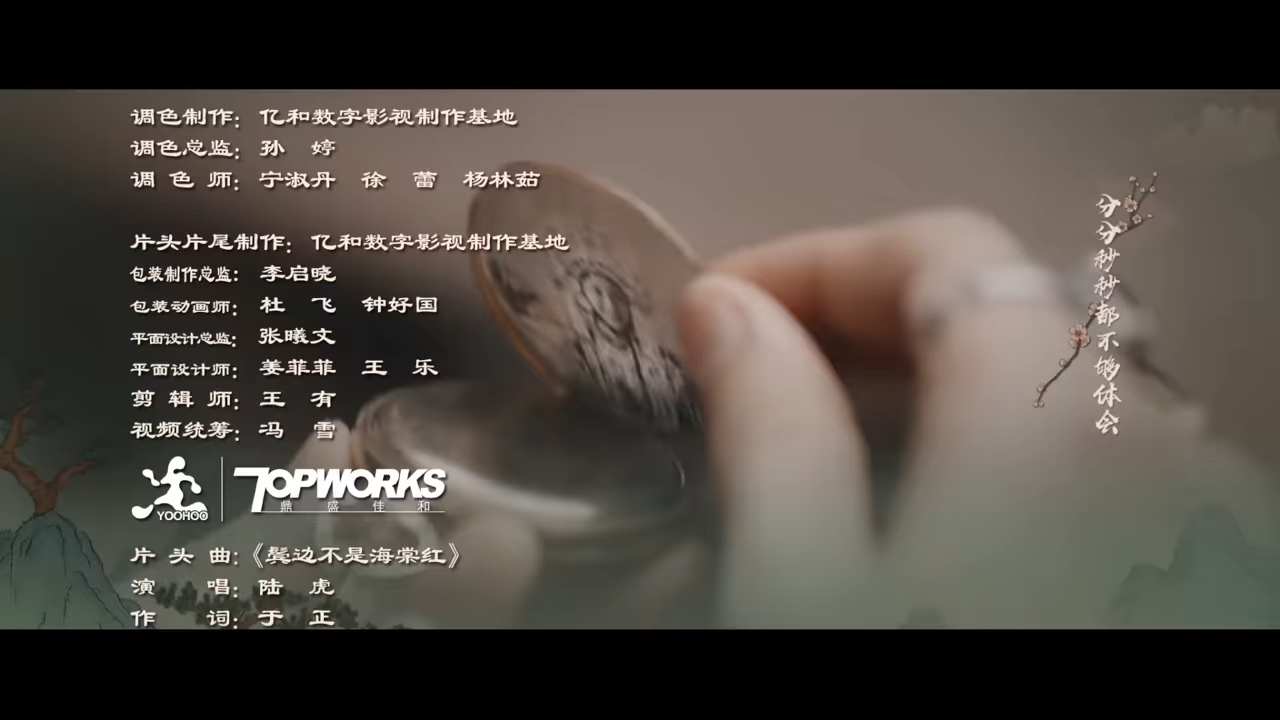 调色制作：亿和数字影视制作基地
调色总监：孙　婷
调 色 师：宁淑丹　徐　蕾　杨林茹
片头片尾制作：亿和数字影视制作基地
包装制作总监：李启晓
包装动画师：杜　飞　钟好国
平面设计总监：张曦文
平面设计师：姜菲菲　王　乐
剪 辑 师：王　有
视频统筹：冯　雪
YOOHOO
TOPWORKS
鼎 盛 佳 和
片 头 曲：《鬓边不是海棠红》
演　　唱：陆　虎
作　　词：于　正
分分秒秒都不够体会